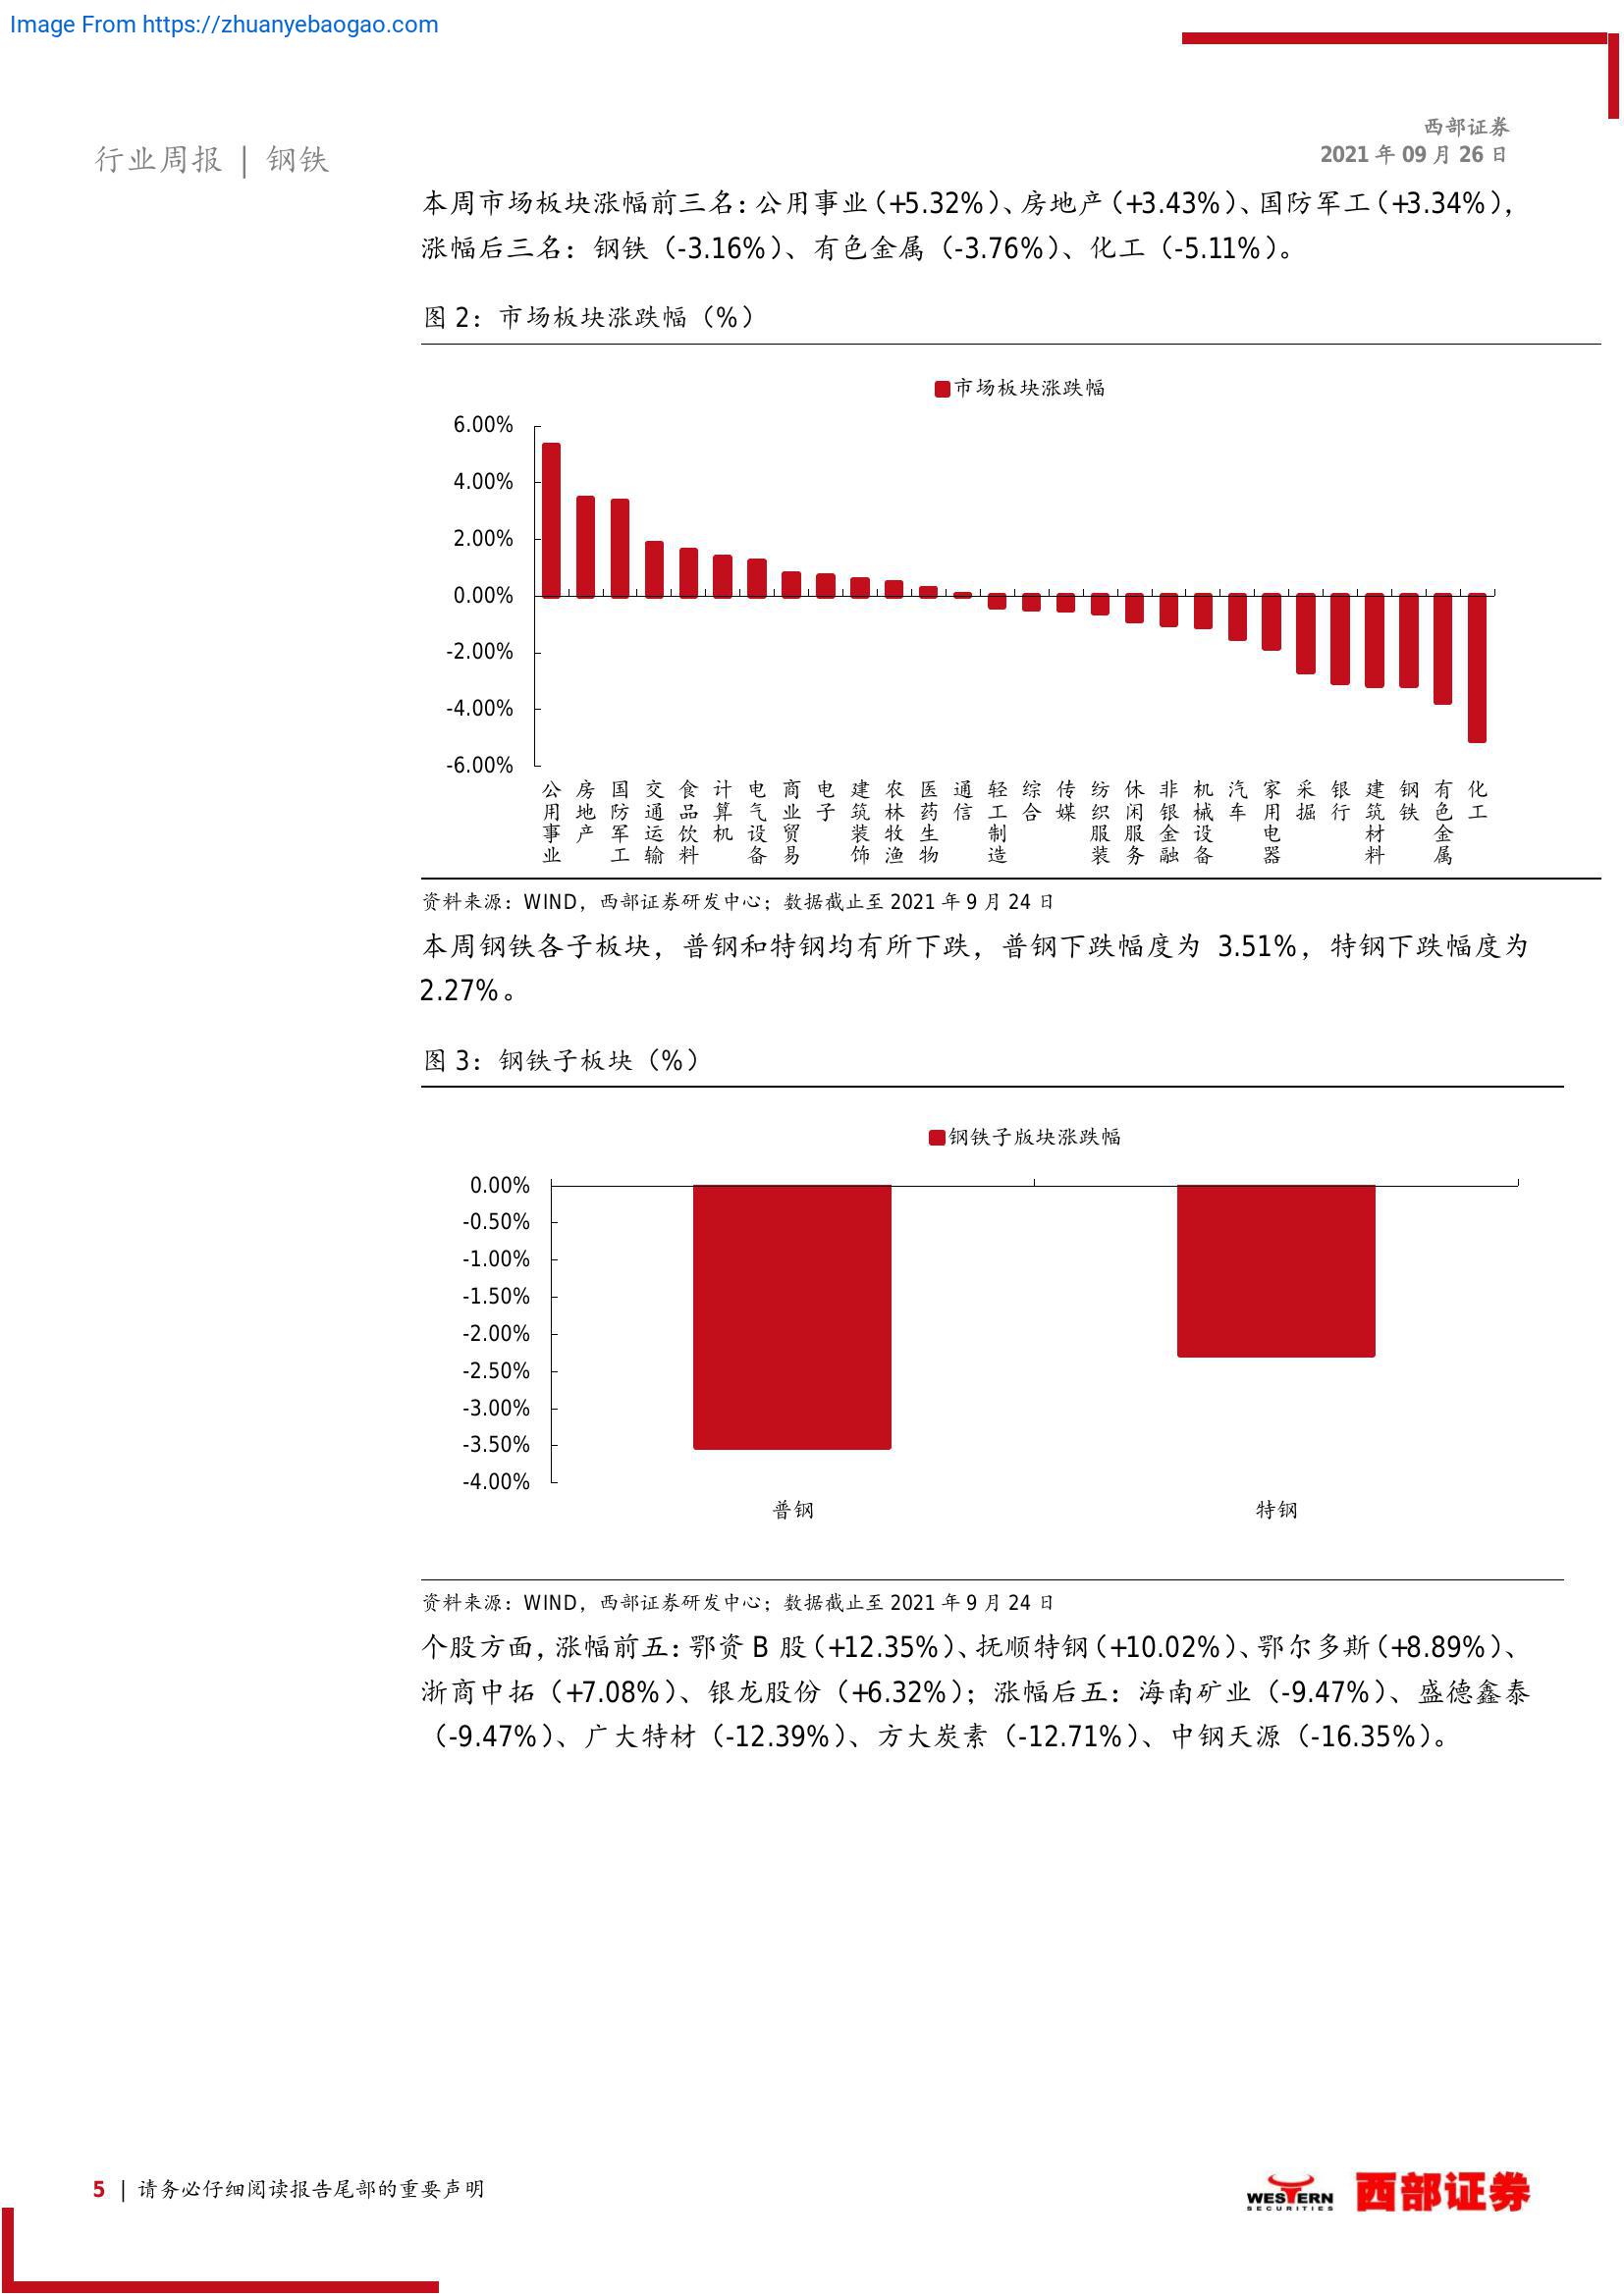 Image From https://zhuanyebaogao.com
西部证券
2021 年 09 月 26 日
行业周报 | 钢铁
本周市场板块涨幅前三名：公用事业（+5.32%）、房地产（+3.43%）、国防军工（+3.34%），
涨幅后三名：钢铁（-3.16%）、有色金属（-3.76%）、化工（-5.11%）。
图 2：市场板块涨跌幅（%）
市场板块涨跌幅
6.00%
4.00%
2.00%
0.00%
-2.00%
-4.00%
-6.00%
公用事业
房地产
国防军工
交通运输
食品饮料
计算机
电气设备
商业贸易
电子
建筑装饰
农林牧渔
医药生物
通信
轻工制造
综合
传媒
纺织服装
休闲服务
非银金融
机械设备
汽车
家用电器
采掘
银行
建筑材料
钢铁
有色金属
化工
资料来源：WIND，西部证券研发中心；数据截止至 2021 年 9 月 24 日
本周钢铁各子板块，普钢和特钢均有所下跌，普钢下跌幅度为 3.51%，特钢下跌幅度为
2.27%。
图 3：钢铁子板块（%）
钢铁子版块涨跌幅
0.00%
-0.50%
-1.00%
-1.50%
-2.00%
-2.50%
-3.00%
-3.50%
-4.00%
普钢
特钢
资料来源：WIND，西部证券研发中心；数据截止至 2021 年 9 月 24 日
个股方面，涨幅前五：鄂资 B 股（+12.35%）、抚顺特钢（+10.02%）、鄂尔多斯（+8.89%）、
浙商中拓（+7.08%）、银龙股份（+6.32%）；涨幅后五：海南矿业（-9.47%）、盛德鑫泰
（-9.47%）、广大特材（-12.39%）、方大炭素（-12.71%）、中钢天源（-16.35%）。
5 | 请务必仔细阅读报告尾部的重要声明
WESTERN
SECURITIES
西部证券